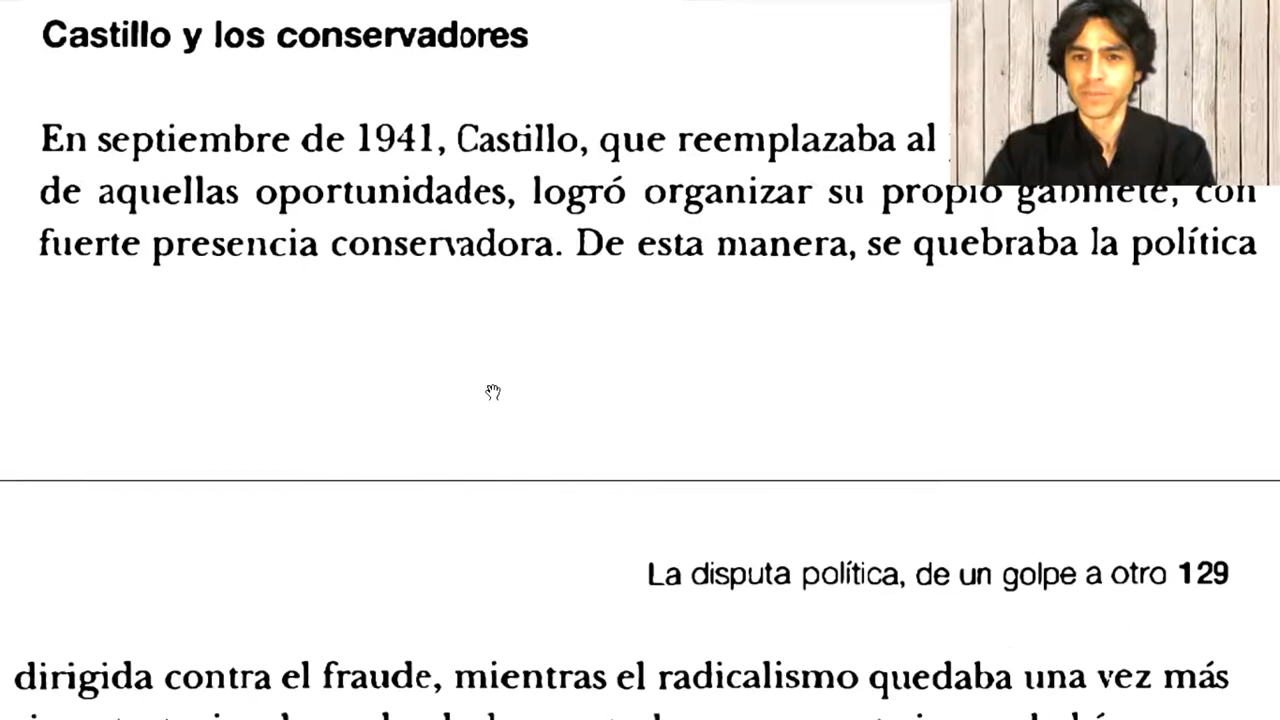 Castillo y los conservadores
En septiembre de 1941, Castillo, que reemplazaba al
de aquellas oportunidades, logró organizar su propio gabinete, con
fuerte presencia conservadora. De esta manera, se quebraba la política
La disputa política, de un golpe a otro 129
dirigida contra el fraude, mientras el radicalismo quedaba una vez más